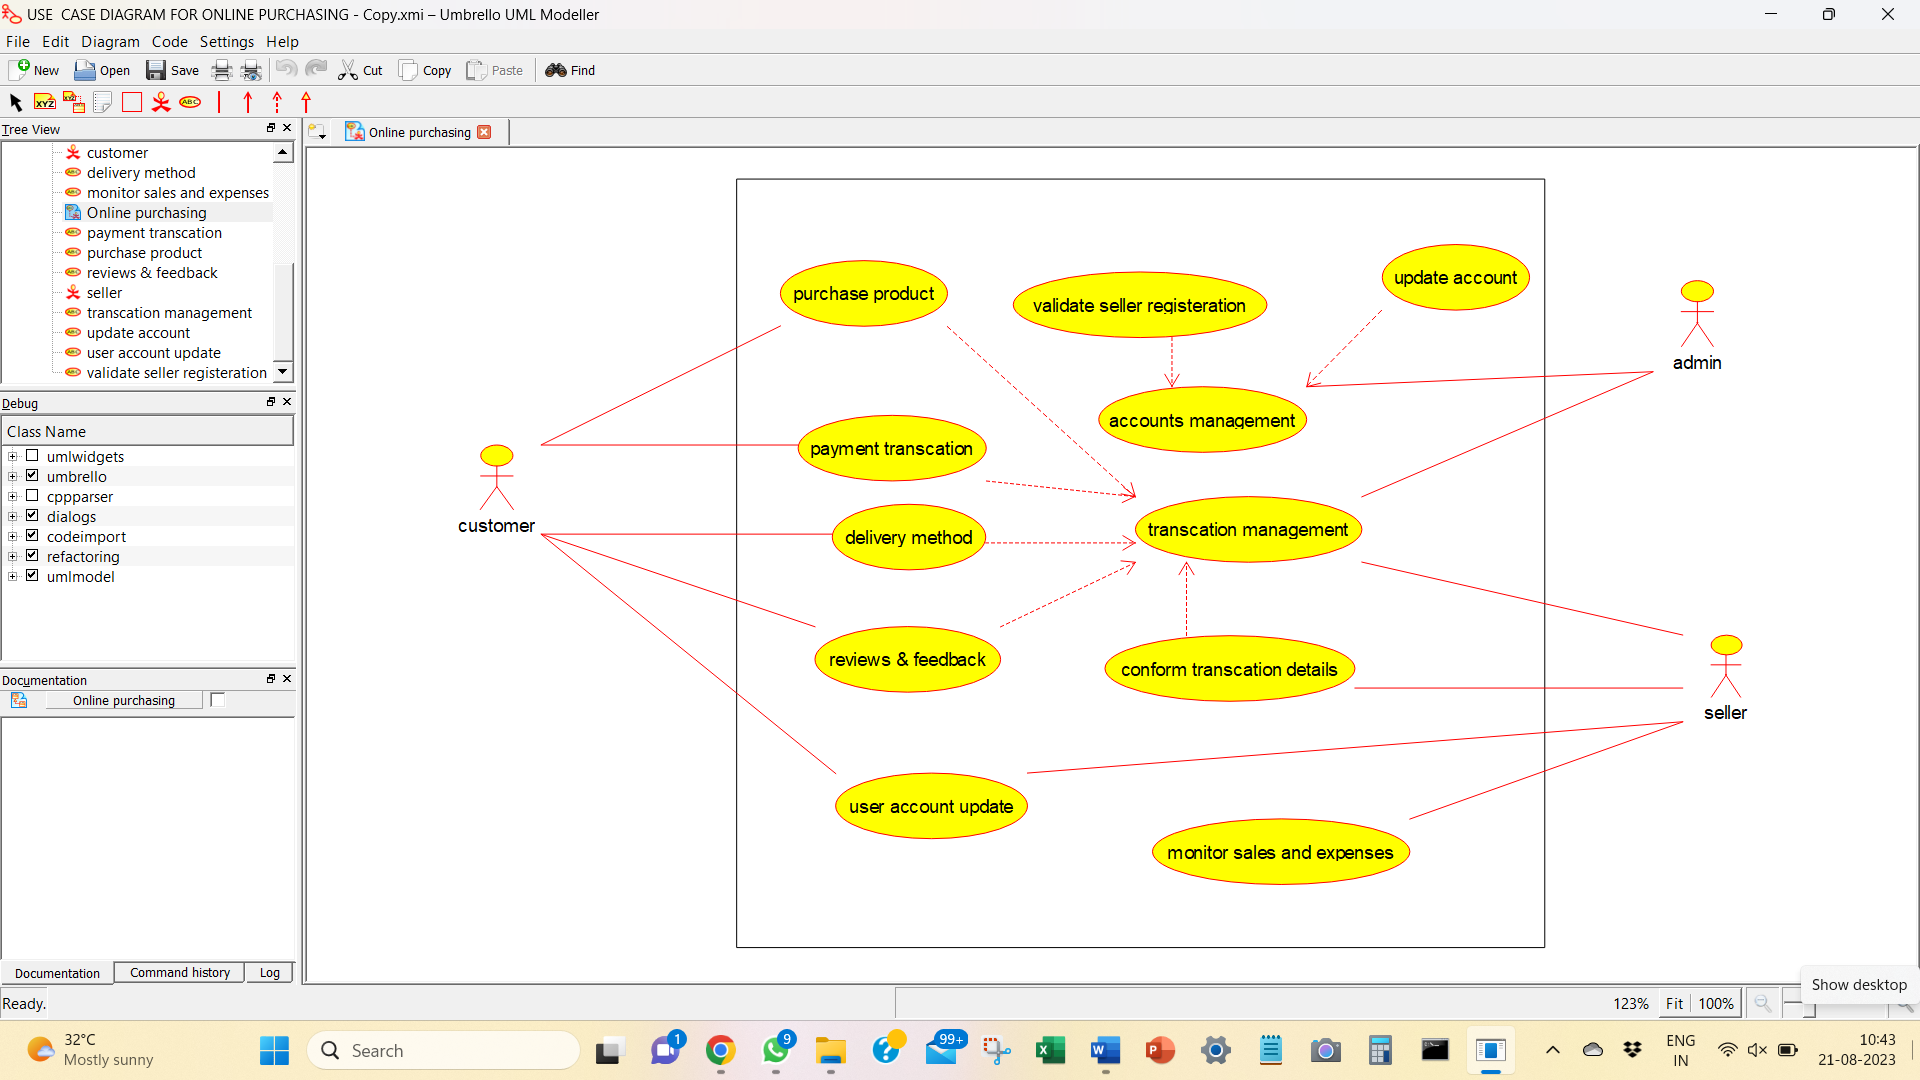 USE  CASE DIAGRAM FOR ONLINE PURCHASING - Copy.xmi – Umbrello UML Modeller
File Edit Diagram Code Settings Help
New Open Save Cut Copy Paste Find
XYZ XYZ ABC
Tree View
Online purchasing
customer
delivery method
monitor sales and expenses
Online purchasing
payment transcation
purchase product
reviews & feedback
seller
transcation management
update account
user account update
validate seller registeration
Debug
Class Name
umlwidgets
umbrello
cppparser
dialogs
codeimport
refactoring
umlmodel
Documentation
Online purchasing
Documentation Command history Log
purchase product
validate seller registeration
update account
admin
accounts management
payment transcation
customer
transcation management
delivery method
reviews & feedback
conform transcation details
seller
user account update
monitor sales and expenses
Show desktop
Ready.
123% Fit 100%
32°C
Mostly sunny
Search
1
9
99+
ENG
IN
10:43
21-08-2023